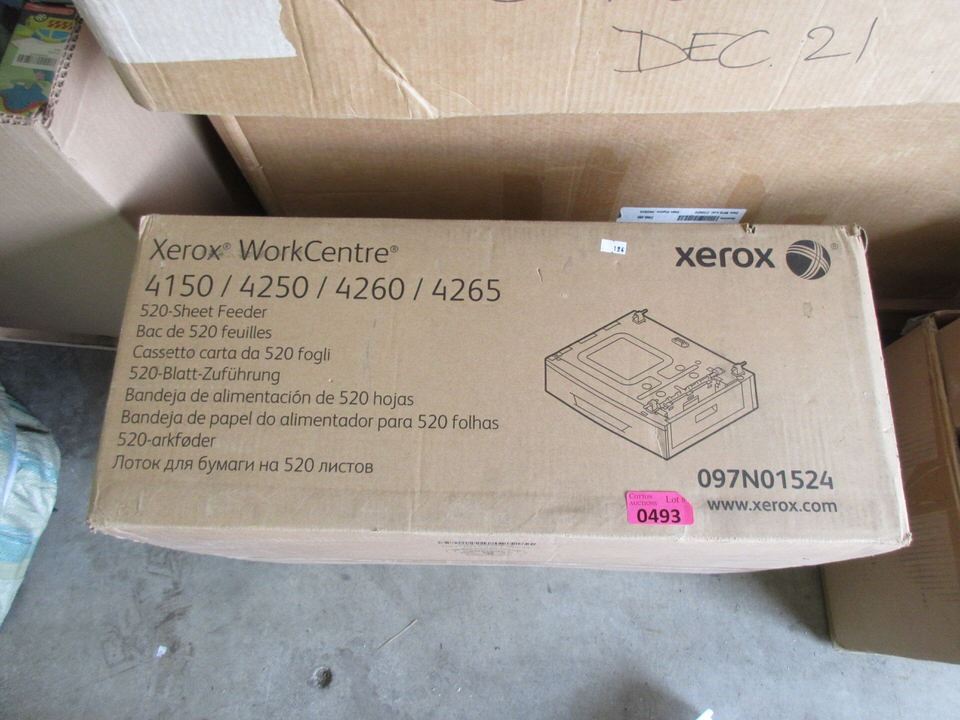 DEC. 21
Xerox® WorkCentre®
4150 / 4250 / 4260 / 4265
520-Sheet Feeder
Bac de 520 feuilles
Cassetto carta da 520 fogli
520-Blatt-Zuführung
Bandeja de alimentación de 520 hojas
Bandeja de papel do alimentador para 520 folhas
520-arkføder
Лоток для бумаги на 520 листов
xerox ®
097N01524
www.xerox.com
AUCTIONS Lot
0493